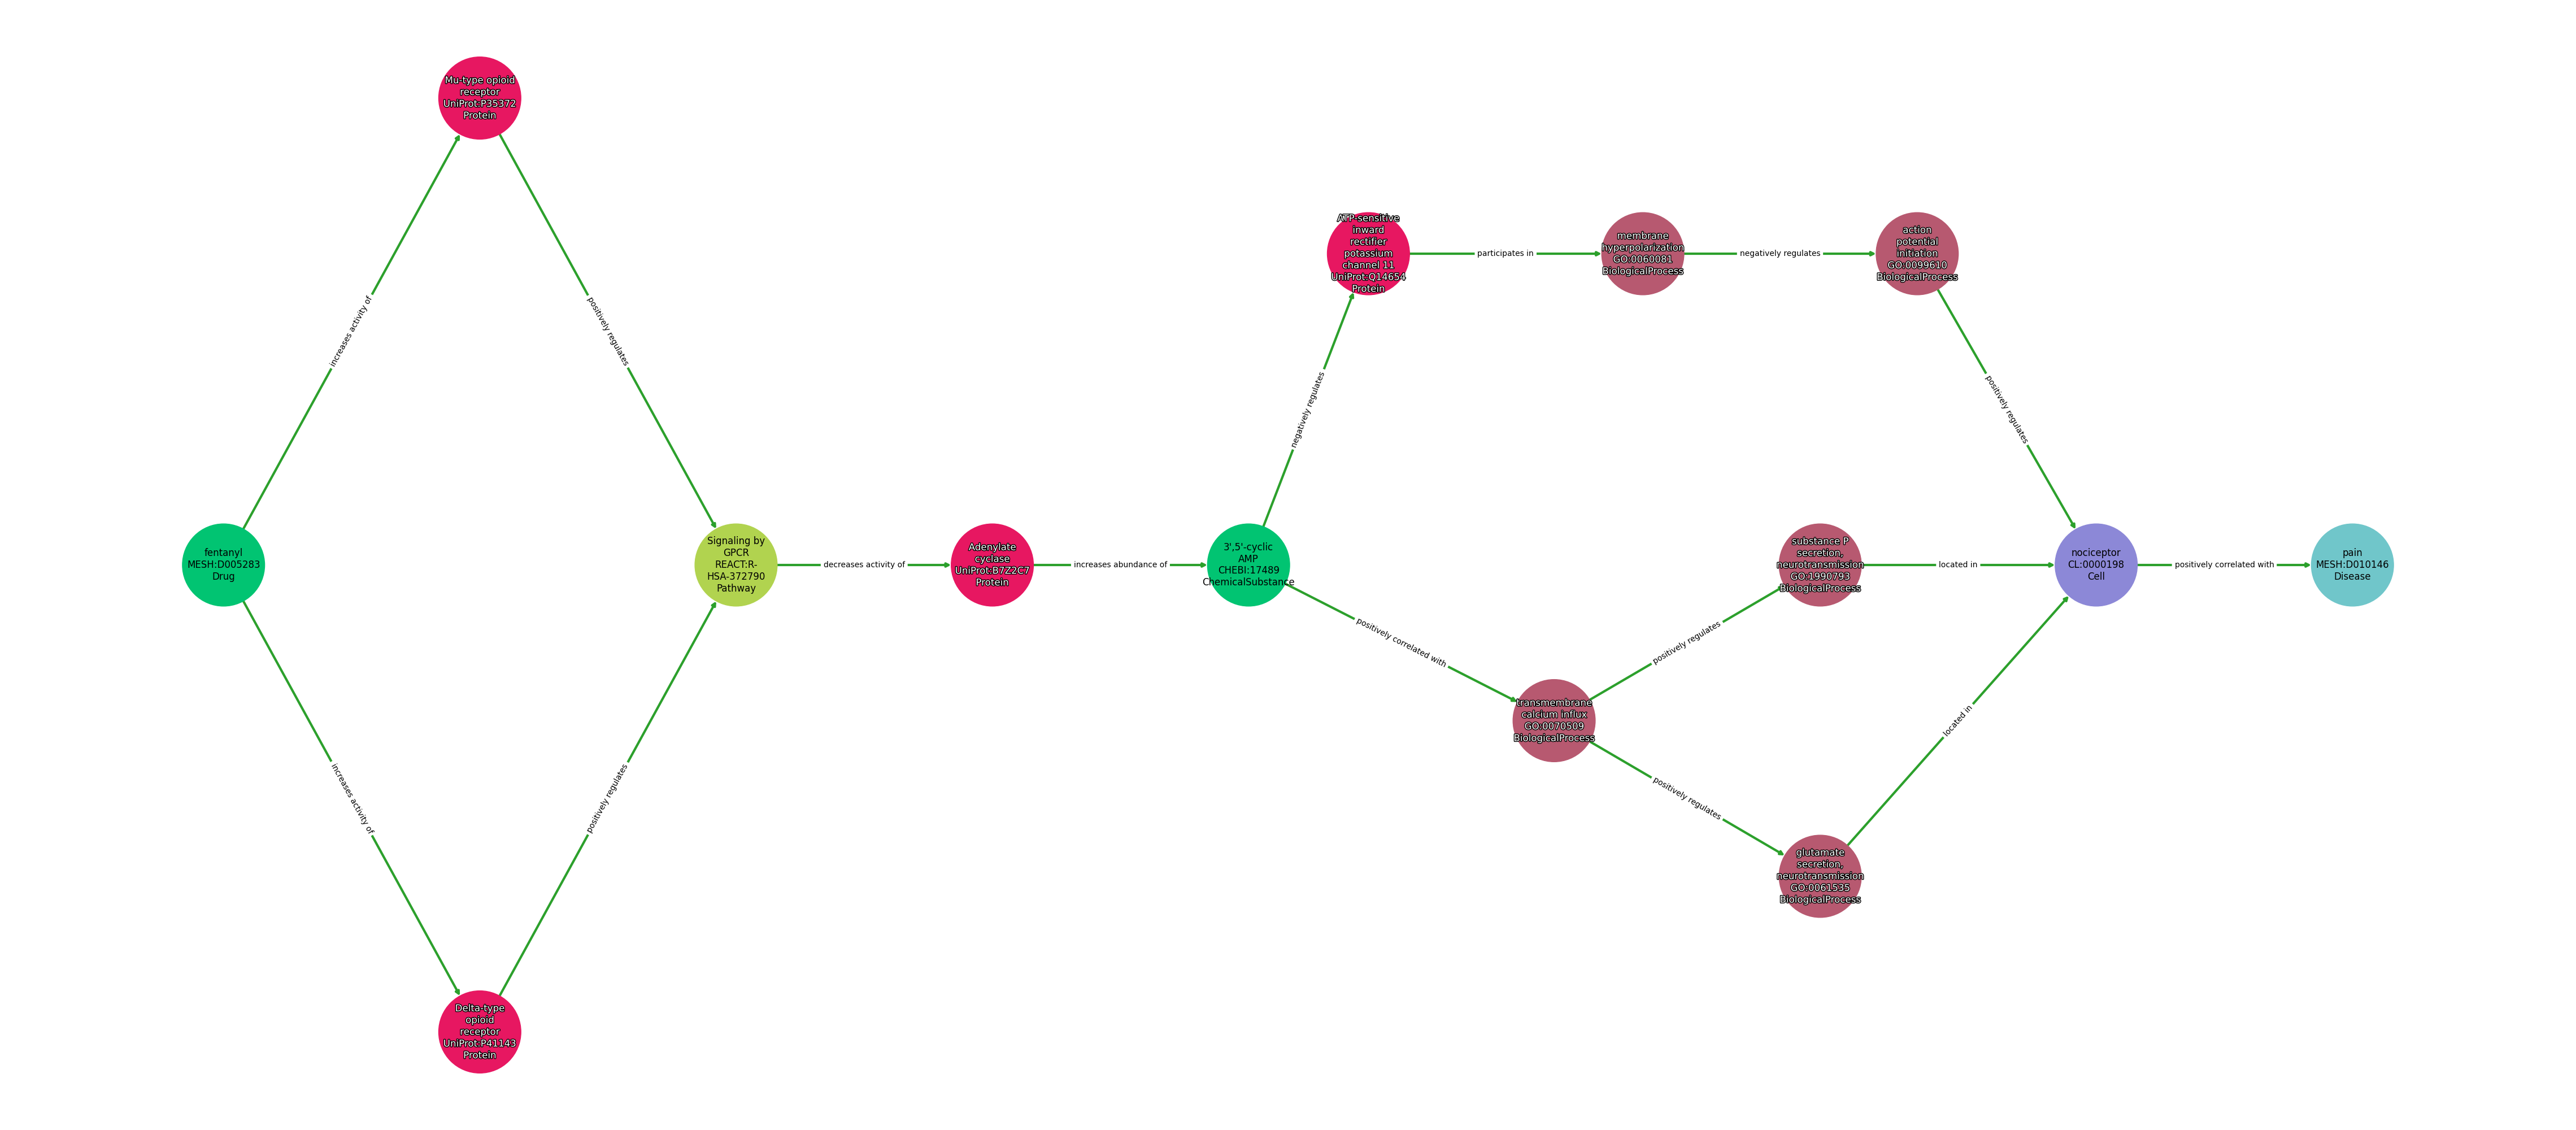 Mu-type opioid
receptor
UniProt:P35372
Protein
increases activity of
positively regulates
fentanyl
MESH:D005283
Drug
Signaling by
GPCR
REACT:R-
HSA-372790
Pathway
decreases activity of
Adenylate
cyclase
UniProt:B7Z2C7
Protein
increases abundance of
3',5'-cyclic
AMP
CHEBI:17489
ChemicalSubstance
increases activity of
positively regulates
Delta-type
opioid
receptor
UniProt:P41143
Protein
negatively regulates
ATP-sensitive
inward
rectifier
potassium
channel 11
UniProt:Q14654
Protein
participates in
membrane
hyperpolarization
GO:0060081
BiologicalProcess
negatively regulates
action
potential
initiation
GO:0099610
BiologicalProcess
positively regulates
positively correlated with
transmembrane
calcium influx
GO:0070509
BiologicalProcess
positively regulates
substance P
secretion,
neurotransmission
GO:1990793
BiologicalProcess
located in
positively regulates
glutamate
secretion,
neurotransmission
GO:0061535
BiologicalProcess
located in
nociceptor
CL:0000198
Cell
positively correlated with
pain
MESH:D010146
Disease